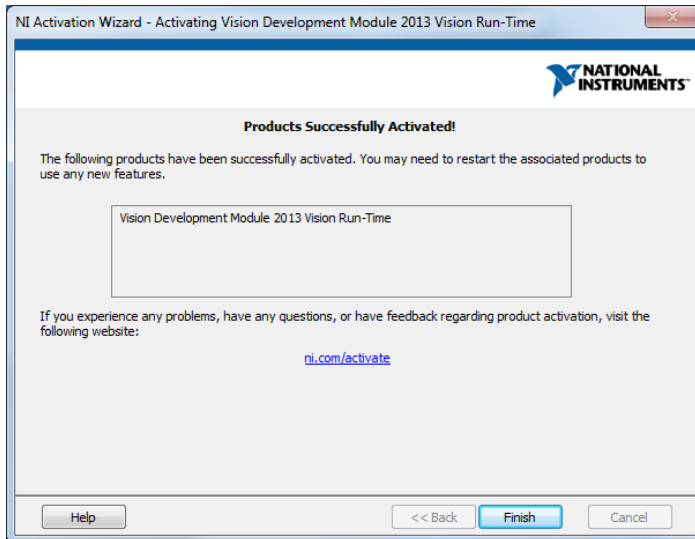 NI Activation Wizard - Activating Vision Development Module 2013 Vision Run-Time
NATIONAL
INSTRUMENTS™
Products Successfully Activated!
The following products have been successfully activated. You may need to restart the associated products to
use any new features.
Vision Development Module 2013 Vision Run-Time
If you experience any problems, have any questions, or have feedback regarding product activation, visit the
following website:
ni.com/activate
Help
<< Back
Finish
Cancel